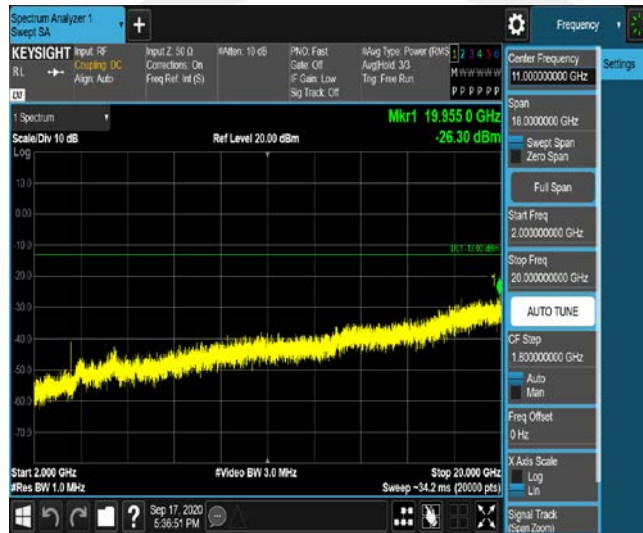 Spectrum Analyzer 1
Swept SA
Frequency
KEYSIGHT
RL
Input: RF
Coupling: DC
Align: Auto
Input Z: 50 Ω
Corrections: On
Freq Ref: Int (S)
#Atten: 10 dB
PNO: Fast
Gate: Off
IF Gain: Low
Sig Track: Off
#Avg Type: Power (RMS
Avg|Hold: 3/3
Trig: Free Run
1 2 3 4 5 6
M W W W W W
P P P P P P
LXI
1 Spectrum
Scale/Div 10 dB
Log
Ref Level 20.00 dBm
Mkr1 19.955 0 GHz
-26.30 dBm
10.0
0.00
-10.0
-20.0
-30.0
-40.0
-50.0
-60.0
-70.0
DL1 -13.00 dBm
1
Start 2.000 GHz
#Res BW 1.0 MHz
#Video BW 3.0 MHz
Stop 20.000 GHz
Sweep ~34.2 ms (20000 pts)
Center Frequency
11.000000000 GHz
Settings
Span
18.0000000 GHz
Swept Span
Zero Span
Full Span
Start Freq
2.000000000 GHz
Stop Freq
20.000000000 GHz
AUTO TUNE
CF Step
1.800000000 GHz
Auto
Man
Freq Offset
0 Hz
X Axis Scale
Log
Lin
Signal Track
(Span Zoom)
?
Sep 17, 2020
5:36:51 PM